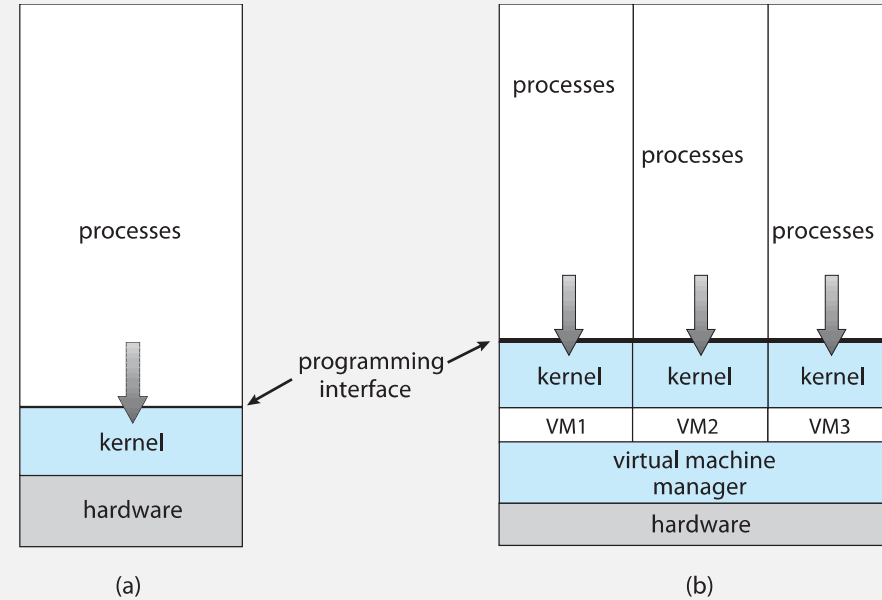 processes
kernel
hardware
(a)
programming
interface
processes
processes
processes
kernel
kernel
kernel
VM1
VM2
VM3
virtual machine
manager
hardware
(b)